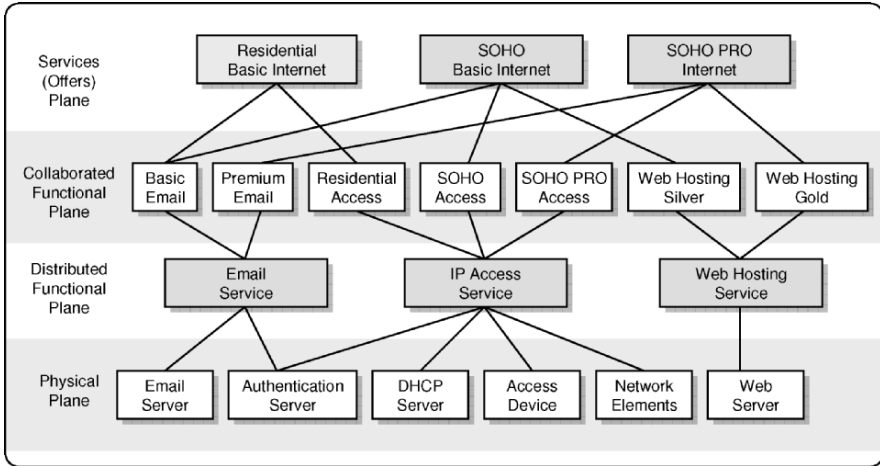 Services
(Offers)
Plane
Residential
Basic Internet
SOHO
Basic Internet
SOHO PRO
Internet
Collaborated
Functional
Plane
Basic
Email
Premium
Email
Residential
Access
SOHO
Access
SOHO PRO
Access
Web Hosting
Silver
Web Hosting
Gold
Distributed
Functional
Plane
Email
Service
IP Access
Service
Web Hosting
Service
Physical
Plane
Email
Server
Authentication
Server
DHCP
Server
Access
Device
Network
Elements
Web
Server